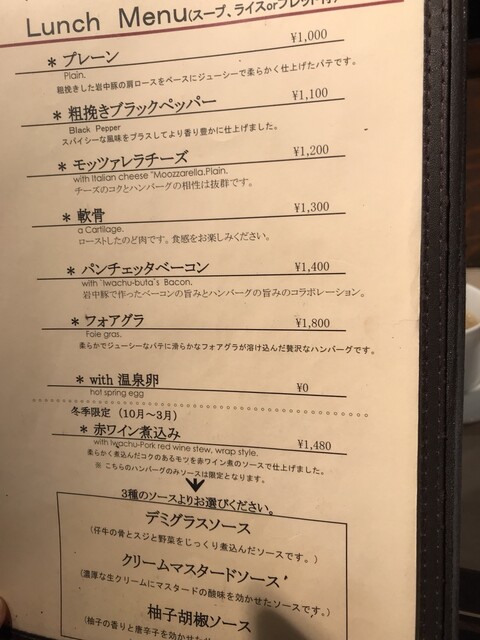 Lunch Menu(スープ、ライスorブレッド付)
* プレーン ¥1,000
Plain.
粗挽きした岩中豚の肩ロースをベースにジューシーで柔らかく仕上げたパテです。
* 粗挽きブラックペッパー ¥1,100
Black Pepper
スパイシーな風味をプラスしてより香り豊かに仕上げました。
* モッツァレラチーズ ¥1,200
with Italian cheese "Moozzarella.Plain.
チーズのコクとハンバーグの相性は抜群です。
* 軟骨 ¥1,300
a Cartilage.
ローストしたのど肉です。食感をお楽しみください。
* パンチェッタベーコン ¥1,400
with `Iwachu-buta's Bacon.
岩中豚で作ったベーコンの旨みとハンバーグの旨みのコラボレーション。
* フォアグラ ¥1,800
Foie gras.
柔らかでジューシーなパテに滑らかなフォアグラが溶け込んだ贅沢なハンバーグです。
* with 温泉卵 ¥0
hot spring egg
冬季限定 (10月〜3月)
* 赤ワイン煮込み ¥1,480
with Iwachu-Pork red wine stew, wrap style.
柔らかく煮込んだコクのあるモツを赤ワイン煮のソースで仕上げました。
※ こちらのハンバーグのみソースは限定となります。
3種のソースよりお選びください。
デミグラスソース
(仔牛の骨とスジと野菜をじっくり煮込んだソースです。)
クリームマスタードソース
(濃厚な生クリームにマスタードの酸味を効かせたソースです。)
柚子胡椒ソース
(柚子の香りと唐辛子を効かせた